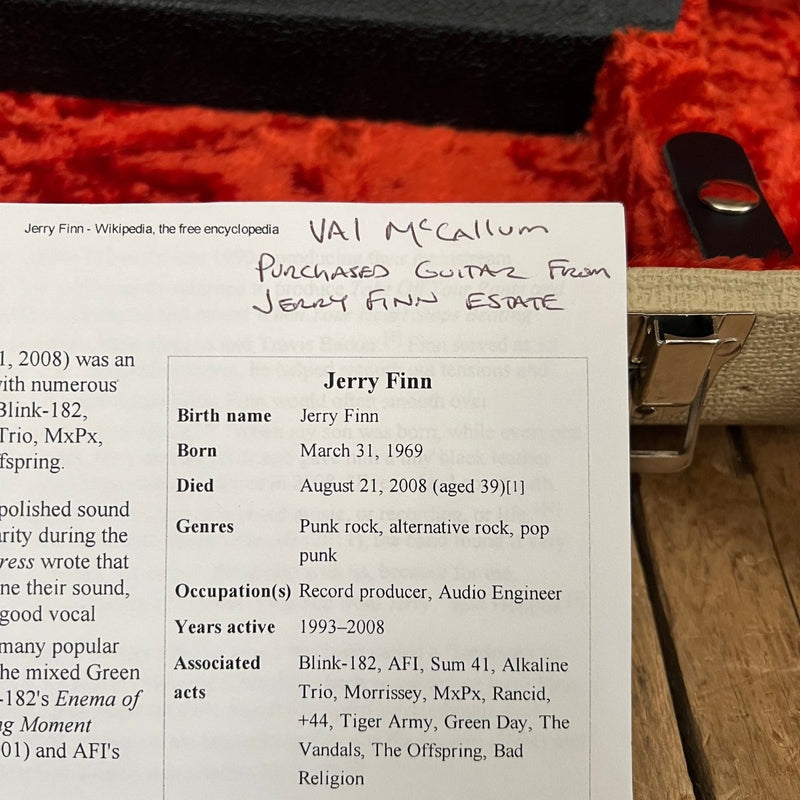 Jerry Finn - Wikipedia, the free encyclopedia
VAl McCallum
PURCHASED GUITAR From
JERRY FINN ESTATE
1, 2008) was an
with numerous
Blink-182,
Trio, MxPx,
ffspring.
polished sound
arity during the
ress wrote that
ne their sound,
good vocal
many popular
he mixed Green
-182's Enema of
ng Moment
01) and AFI's
Jerry Finn
Birth name Jerry Finn
Born March 31, 1969
Died August 21, 2008 (aged 39)[1]
Genres Punk rock, alternative rock, pop
punk
Occupation(s) Record producer, Audio Engineer
Years active 1993–2008
Associated Blink-182, AFI, Sum 41, Alkaline
acts Trio, Morrissey, MxPx, Rancid,
+44, Tiger Army, Green Day, The
Vandals, The Offspring, Bad
Religion